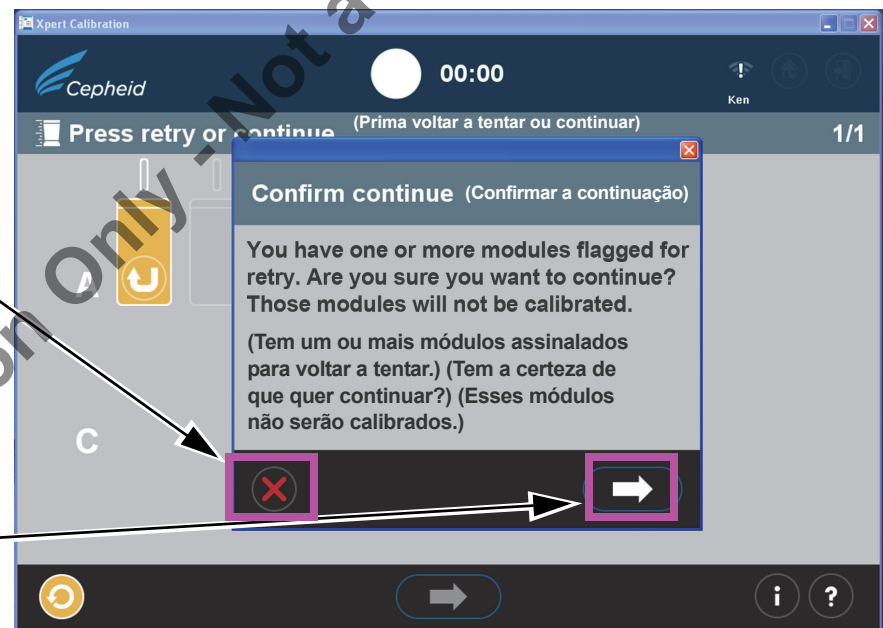 Xpert Calibration
Cepheid
00:00
Ken
Press retry or continue (Prima voltar a tentar ou continuar) 1/1
Confirm continue (Confirmar a continuação)
You have one or more modules flagged for
retry. Are you sure you want to continue?
Those modules will not be calibrated.
(Tem um ou mais módulos assinalados
para voltar a tentar.) (Tem a certeza de
que quer continuar?) (Esses módulos
não serão calibrados.)
A
C
i ?
on Only - Not a